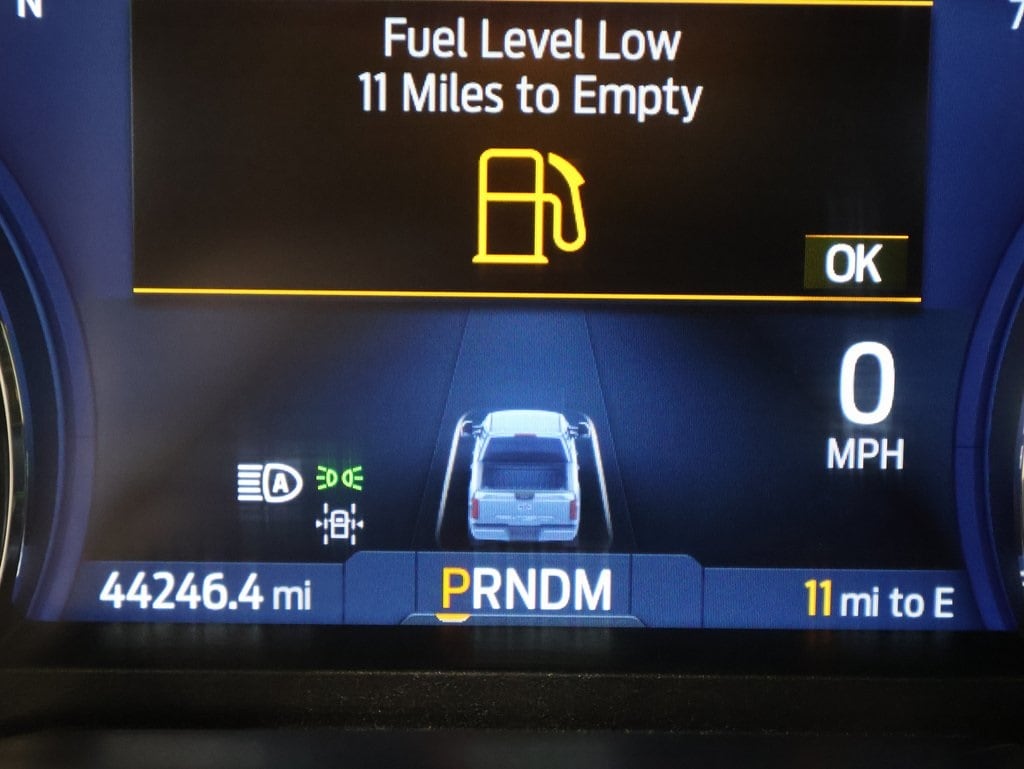 N
Fuel Level Low
11 Miles to Empty
OK
0
MPH
A
44246.4 mi
PRNDM
11 mi to E